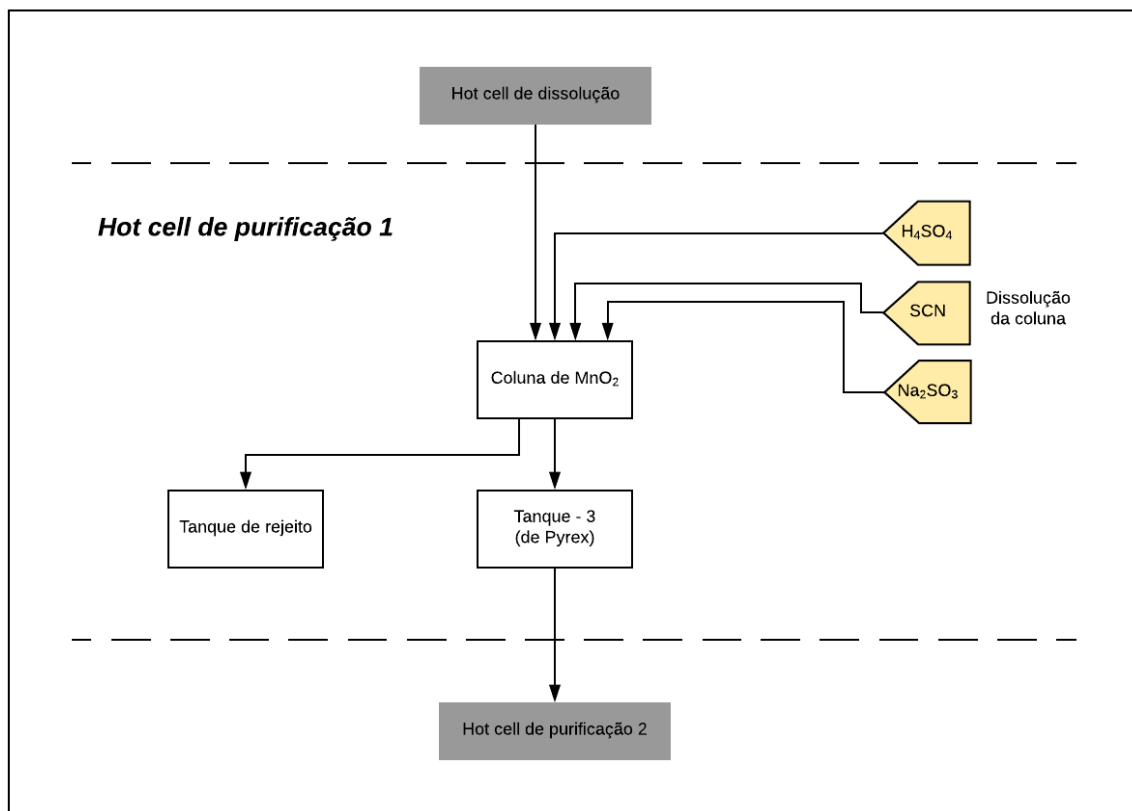 Hot cell de dissolução
Hot cell de purificação 1
H₄SO₄
SCN
Dissolução
da coluna
Na₂SO₃
Coluna de MnO₂
Tanque de rejeito
Tanque - 3
(de Pyrex)
Hot cell de purificação 2